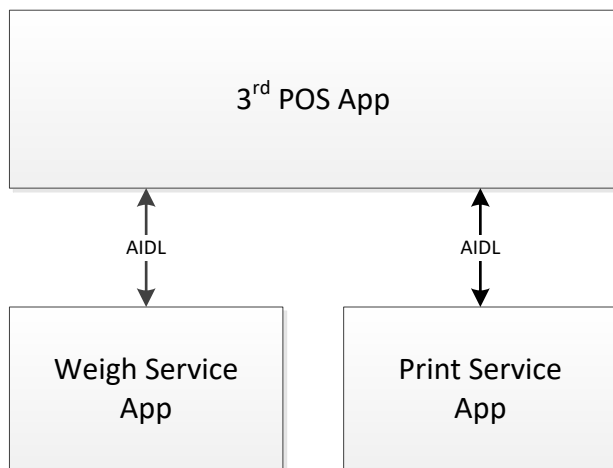 3rd POS App
AIDL
AIDL
Weigh Service
App
Print Service
App